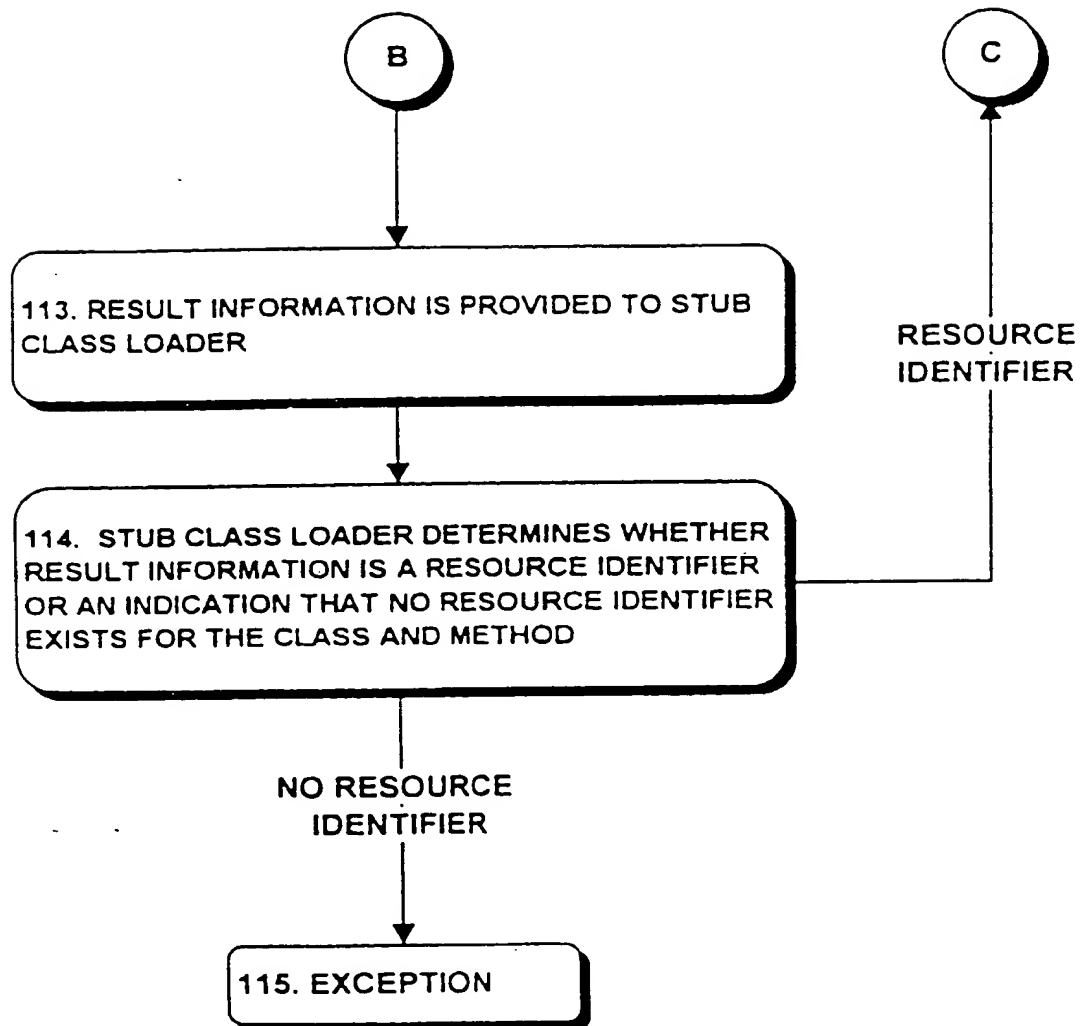 B
C
113. RESULT INFORMATION IS PROVIDED TO STUB
CLASS LOADER
RESOURCE
IDENTIFIER
114. STUB CLASS LOADER DETERMINES WHETHER
RESULT INFORMATION IS A RESOURCE IDENTIFIER
OR AN INDICATION THAT NO RESOURCE IDENTIFIER
EXISTS FOR THE CLASS AND METHOD
NO RESOURCE
IDENTIFIER
115. EXCEPTION